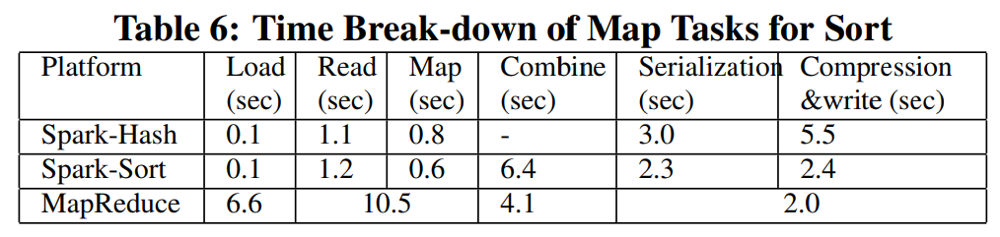 Table 6: Time Break-down of Map Tasks for Sort
Platform Load Read Map Combine Serialization Compression
(sec) (sec) (sec) (sec) (sec) &write (sec)
Spark-Hash 0.1 1.1 0.8 - 3.0 5.5
Spark-Sort 0.1 1.2 0.6 6.4 2.3 2.4
MapReduce 6.6 10.5 4.1 2.0